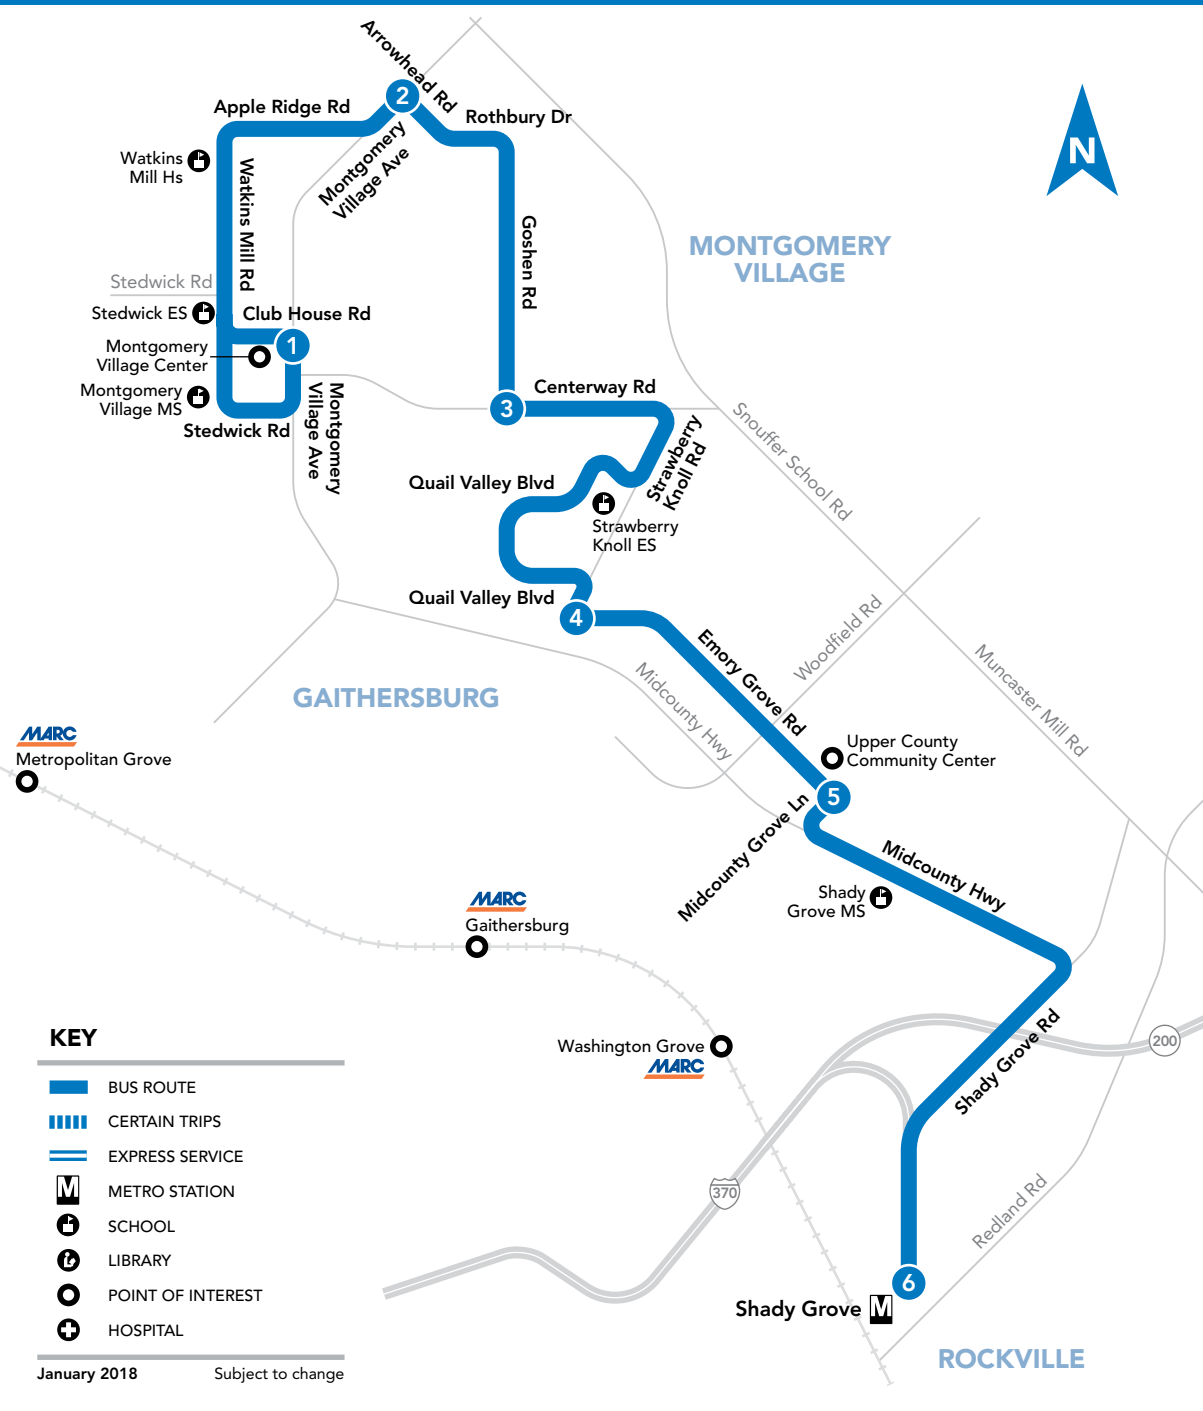 Arrowhead Rd
2
Apple Ridge Rd
Rothbury Dr
Montgomery
Village Ave
Watkins
Mill Hs
Watkins Mill Rd
N
Goshen Rd
MONTGOMERY
VILLAGE
Stedwick Rd
Stedwick ES
Club House Rd
1
Montgomery
Village Center
Montgomery
Village MS
Stedwick Rd
Montgomery
Village Ave
3
Centerway Rd
Strawberry
Knoll Rd
Snouffer School Rd
Quail Valley Blvd
Strawberry
Knoll ES
Quail Valley Blvd
4
Emory Grove Rd
Woodfield Rd
Muncaster Mill Rd
Midcounty Hwy
GAITHERSBURG
MARC
Metropolitan Grove
Upper County
Community Center
5
Midcounty Grove Ln
Midcounty Hwy
Shady
Grove MS
MARC
Gaithersburg
Washington Grove
MARC
Shady Grove Rd
200
370
Redland Rd
6
Shady Grove
M
ROCKVILLE
KEY
BUS ROUTE
CERTAIN TRIPS
EXPRESS SERVICE
M
METRO STATION
SCHOOL
LIBRARY
POINT OF INTEREST
HOSPITAL
January 2018
Subject to change